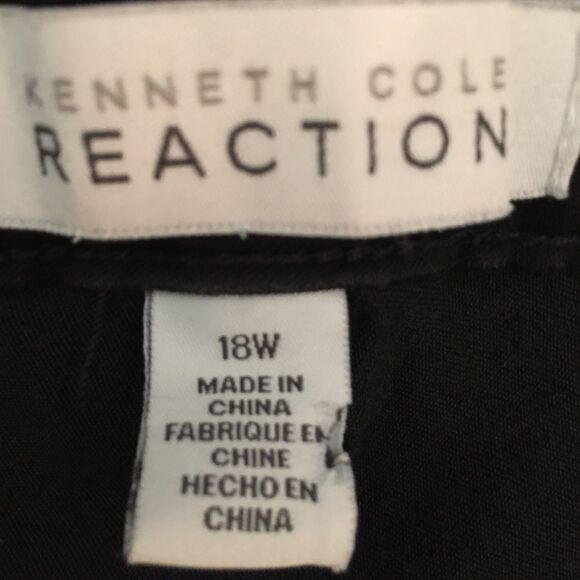 KENNETH COLE
REACTION
18W
MADE IN
CHINA
FABRIQUE EN
CHINE
HECHO EN
CHINA